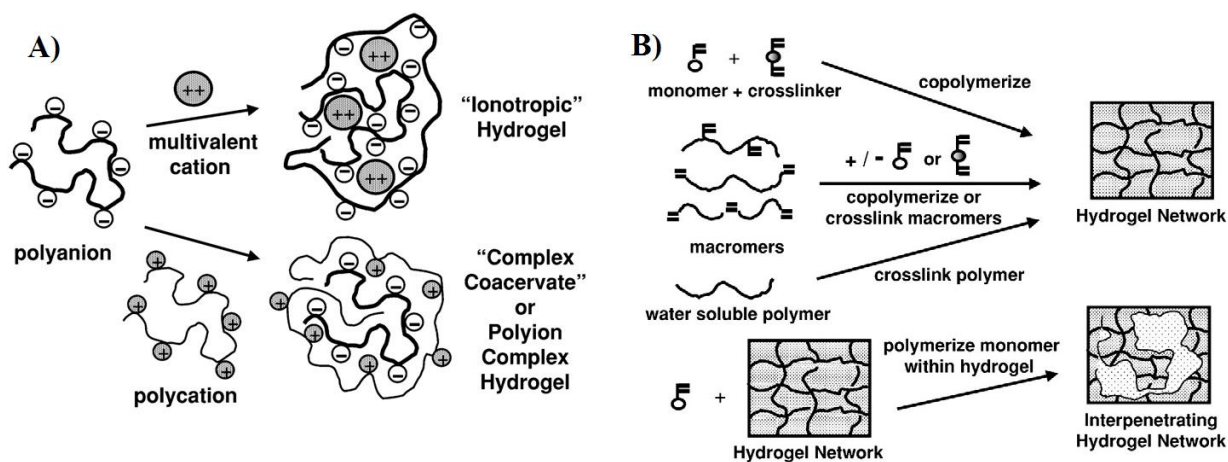 A)
++
multivalent
cation
polyanion
polycation
“Ionotropic”
Hydrogel
“Complex
Coacervate”
or
Polyion
Complex
Hydrogel
B)
+
monomer + crosslinker
copolymerize
+ / - or
copolymerize or
crosslink macromers
macromers
crosslink polymer
water soluble polymer
Hydrogel Network
polymerize monomer
within hydrogel
+
Hydrogel Network
Interpenetrating
Hydrogel Network